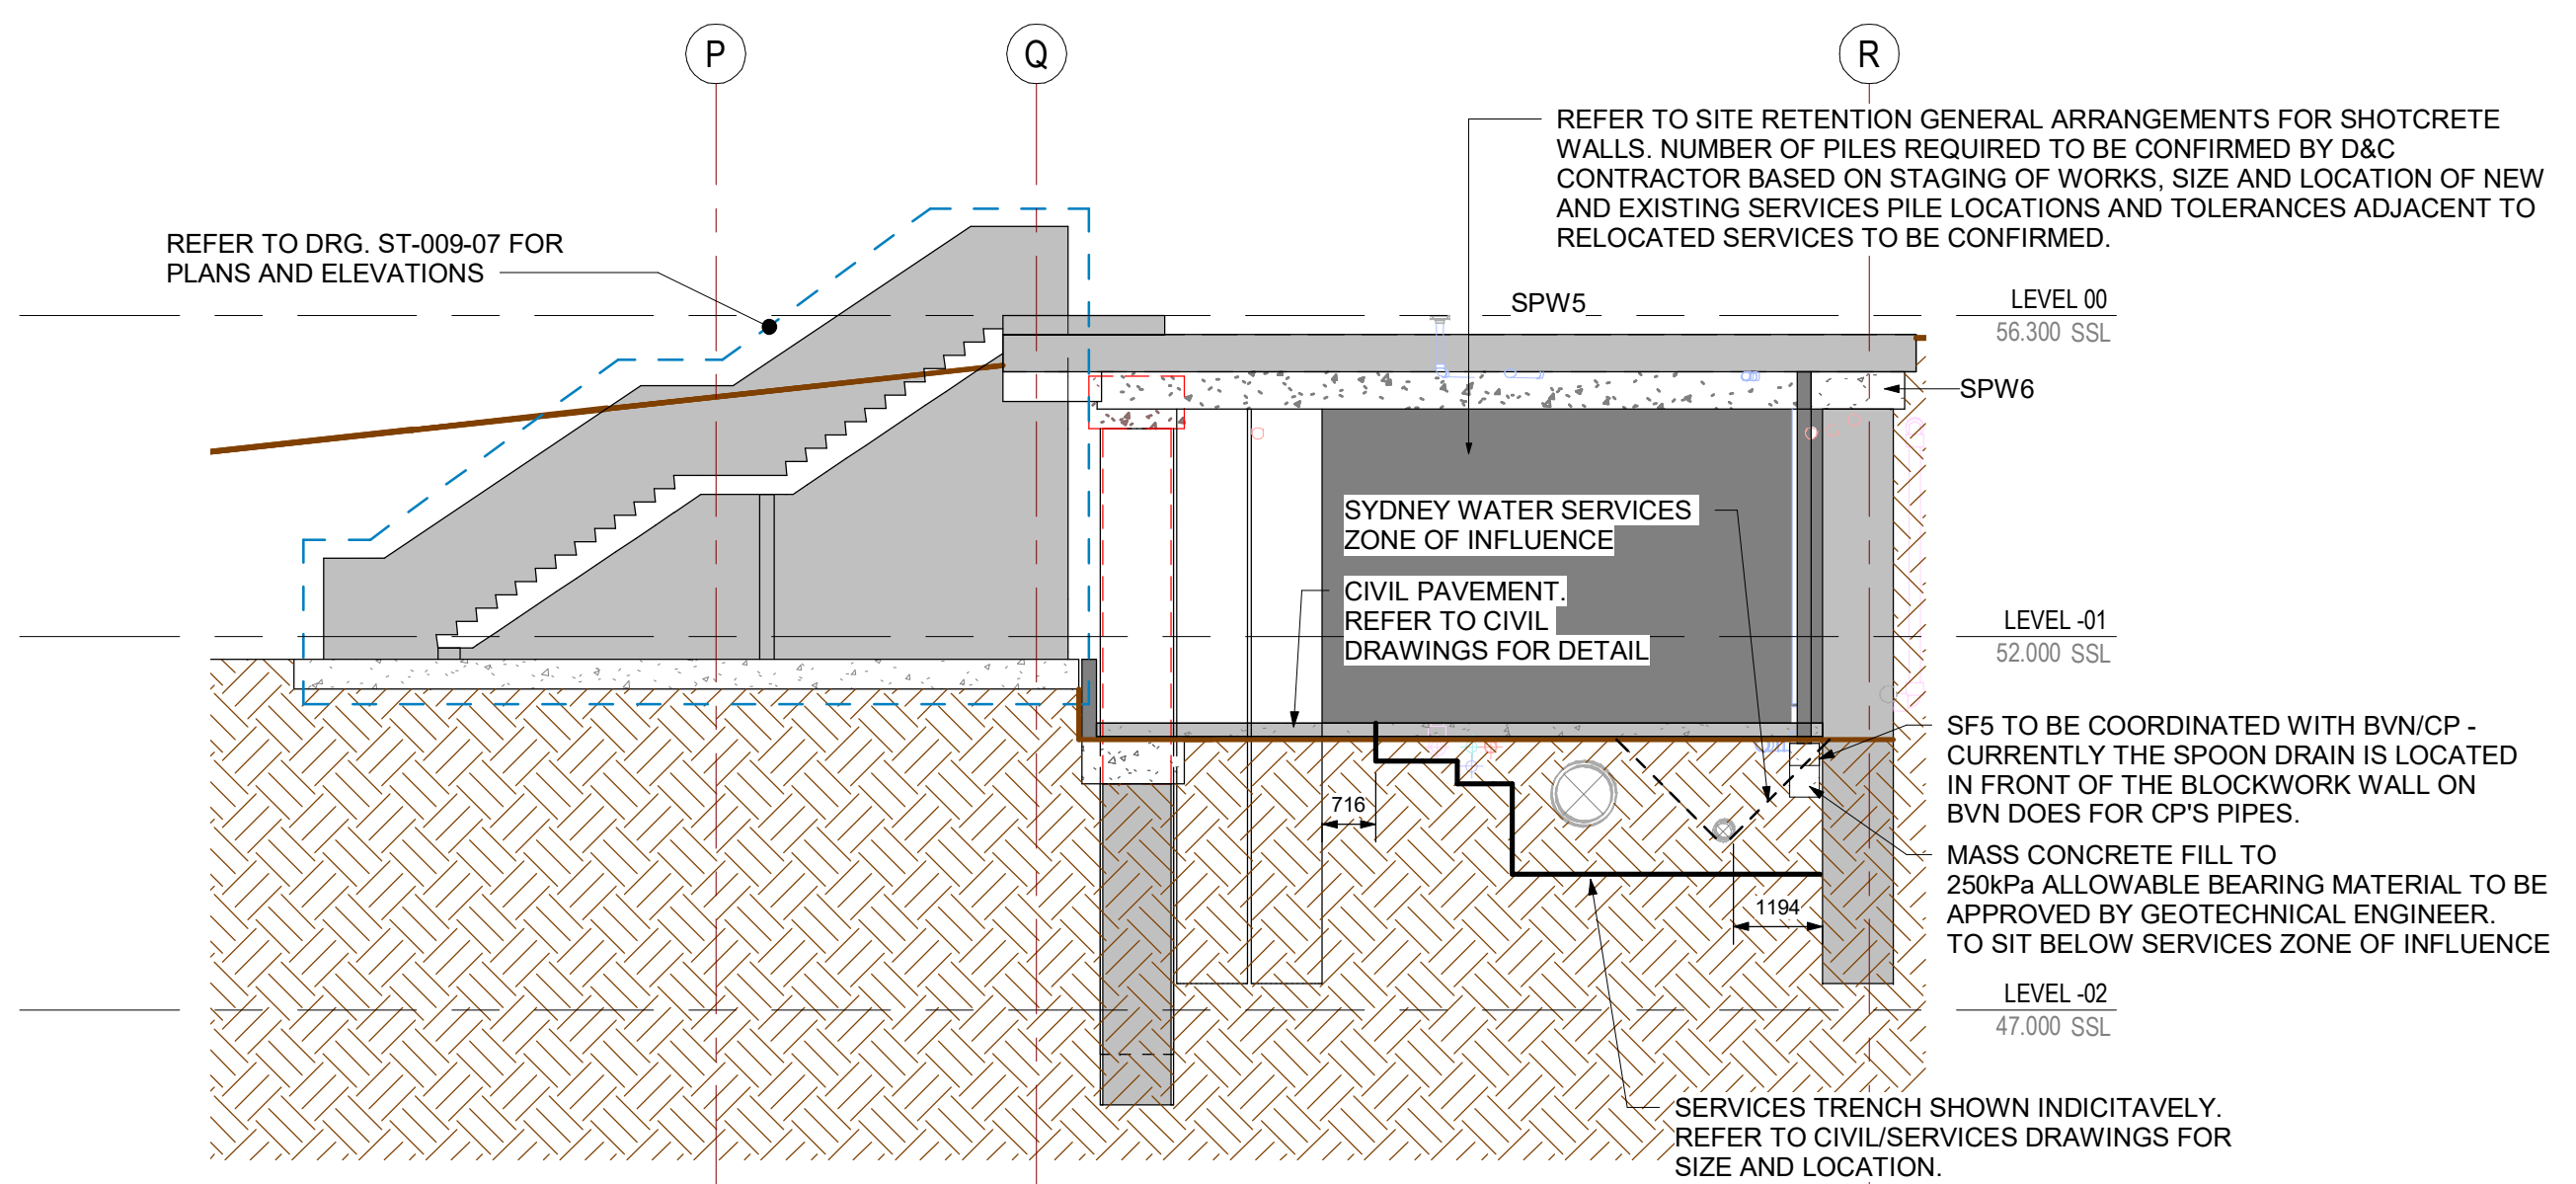 P
Q
R
REFER TO SITE RETENTION GENERAL ARRANGEMENTS FOR SHOTCRETE
WALLS. NUMBER OF PILES REQUIRED TO BE CONFIRMED BY D&C
CONTRACTOR BASED ON STAGING OF WORKS, SIZE AND LOCATION OF NEW
AND EXISTING SERVICES PILE LOCATIONS AND TOLERANCES ADJACENT TO
RELOCATED SERVICES TO BE CONFIRMED.
REFER TO DRG. ST-009-07 FOR
PLANS AND ELEVATIONS
SPW5
LEVEL 00
56.300 SSL
SPW6
SYDNEY WATER SERVICES
ZONE OF INFLUENCE
CIVIL PAVEMENT.
REFER TO CIVIL
DRAWINGS FOR DETAIL
LEVEL -01
52.000 SSL
SF5 TO BE COORDINATED WITH BVN/CP -
CURRENTLY THE SPOON DRAIN IS LOCATED
IN FRONT OF THE BLOCKWORK WALL ON
BVN DOES FOR CP'S PIPES.
716
MASS CONCRETE FILL TO
250kPa ALLOWABLE BEARING MATERIAL TO BE
APPROVED BY GEOTECHNICAL ENGINEER.
TO SIT BELOW SERVICES ZONE OF INFLUENCE
1194
LEVEL -02
47.000 SSL
SERVICES TRENCH SHOWN INDICITAVELY.
REFER TO CIVIL/SERVICES DRAWINGS FOR
SIZE AND LOCATION.